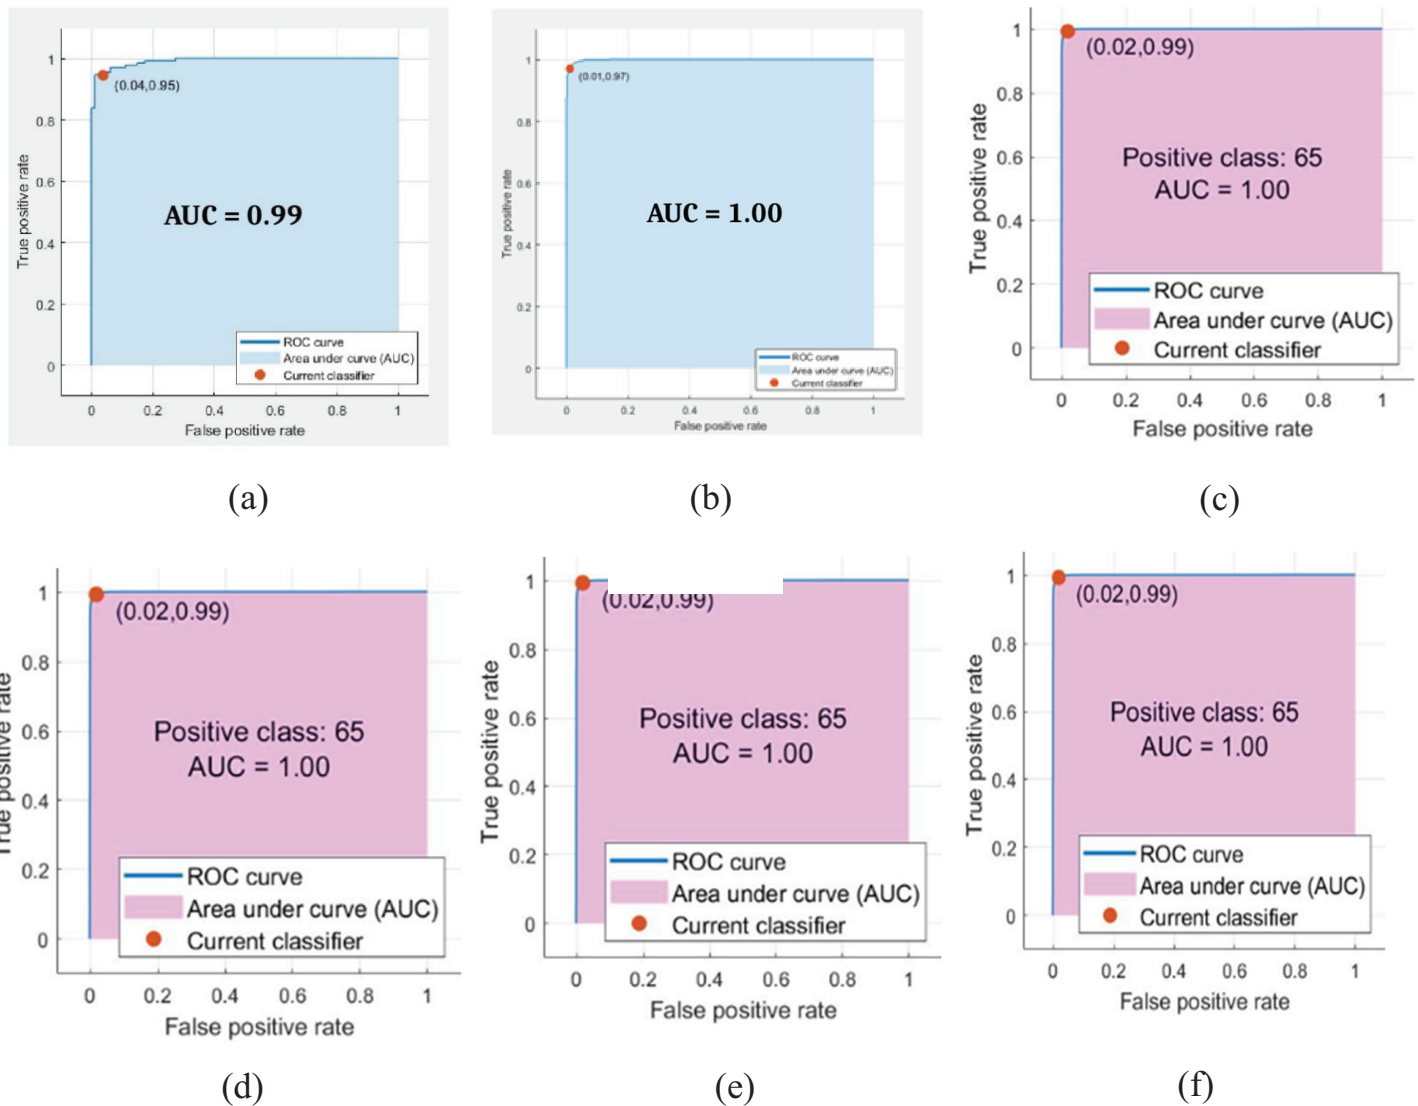 1
0.8
0.6
0.4
0.2
0
True positive rate
(0.04,0.95)
AUC = 0.99
ROC curve
Area under curve (AUC)
Current classifier
0 0.2 0.4 0.6 0.8 1
False positive rate
(a)
1
0.8
0.6
0.4
0.2
0
True positive rate
(0.01,0.97)
AUC = 1.00
ROC curve
Area under curve (AUC)
Current classifier
0 0.2 0.4 0.6 0.8 1
False positive rate
(b)
1
0.8
0.6
0.4
0.2
0
True positive rate
(0.02,0.99)
Positive class: 65
AUC = 1.00
ROC curve
Area under curve (AUC)
Current classifier
0 0.2 0.4 0.6 0.8 1
False positive rate
(c)
1
0.8
0.6
0.4
0.2
0
True positive rate
(0.02,0.99)
Positive class: 65
AUC = 1.00
ROC curve
Area under curve (AUC)
Current classifier
0 0.2 0.4 0.6 0.8 1
False positive rate
(d)
1
0.8
0.6
0.4
0.2
0
True positive rate
(0.02,0.99)
Positive class: 65
AUC = 1.00
ROC curve
Area under curve (AUC)
Current classifier
0 0.2 0.4 0.6 0.8 1
False positive rate
(e)
1
0.8
0.6
0.4
0.2
0
True positive rate
(0.02,0.99)
Positive class: 65
AUC = 1.00
ROC curve
Area under curve (AUC)
Current classifier
0 0.2 0.4 0.6 0.8 1
False positive rate
(f)